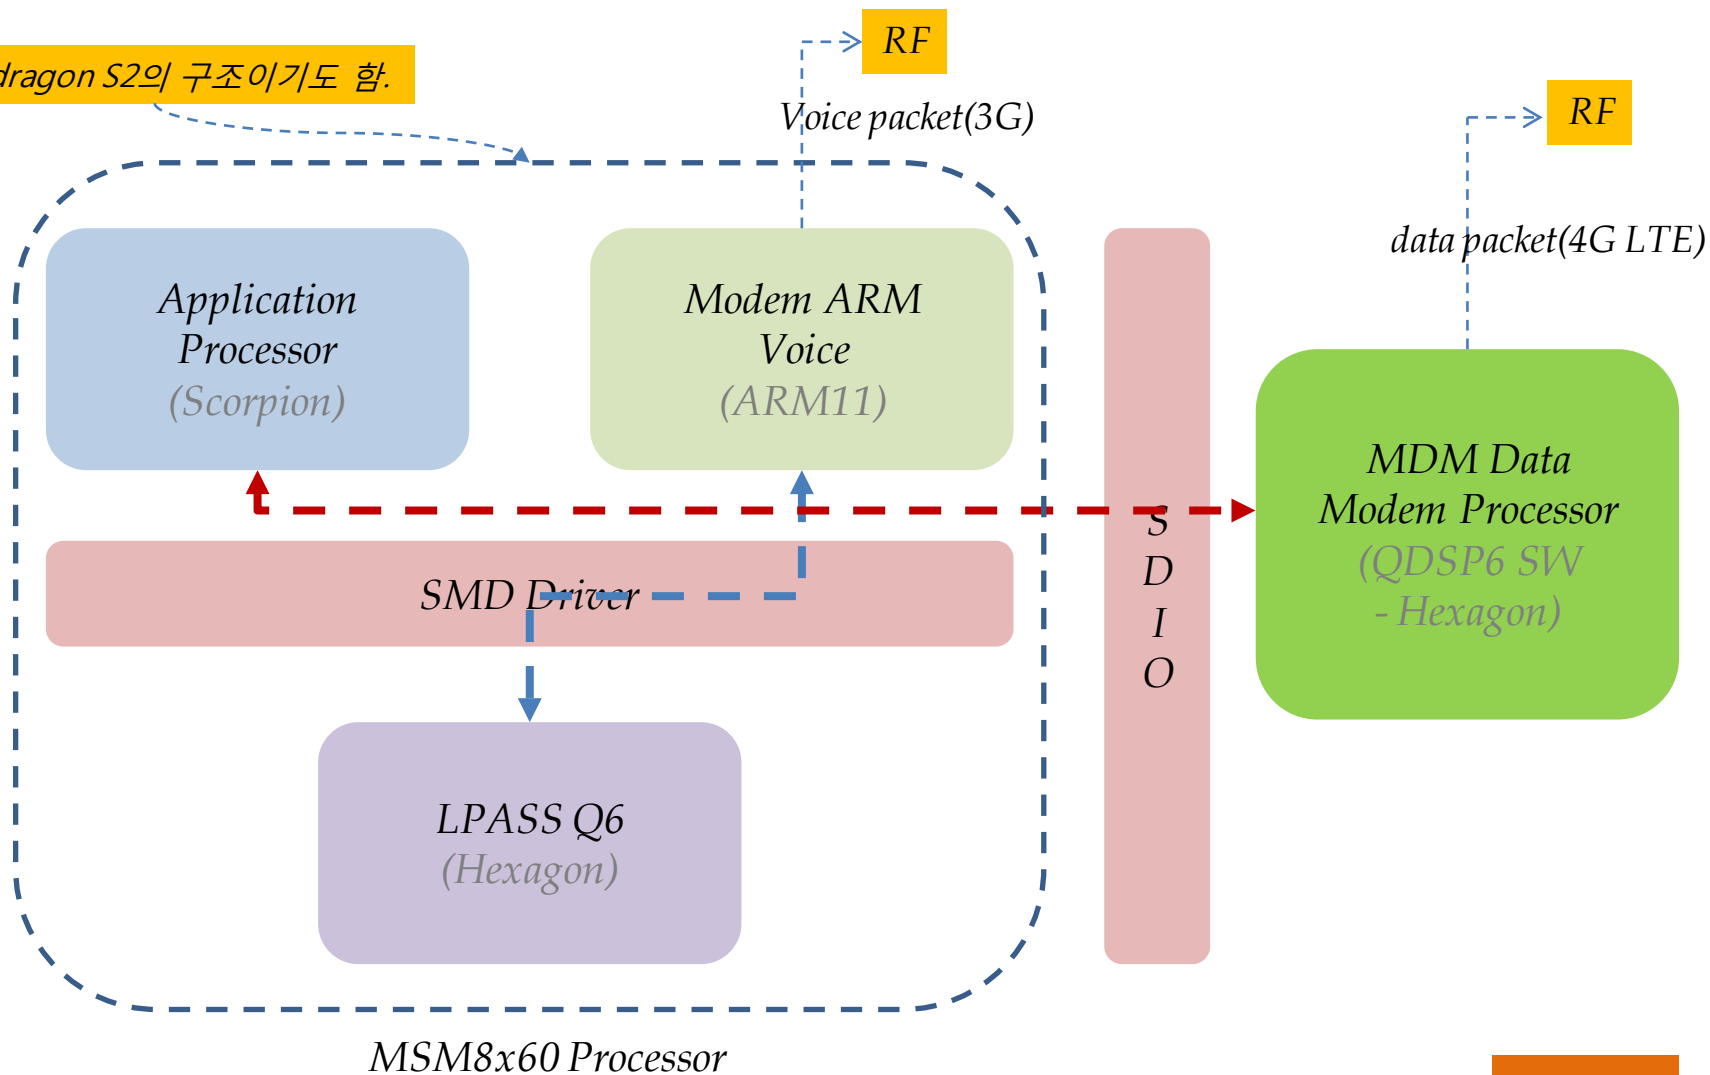 RF
dragon S2의 구조이기도 함.
RF
Voice packet(3G)
data packet(4G LTE)
Application
Processor
(Scorpion)
Modem ARM
Voice
(ARM11)
MDM Data
Modem Processor
(QDSP6 SW
- Hexagon)
S
D
I
O
SMD Driver
LPASS Q6
(Hexagon)
MSM8x60 Processor